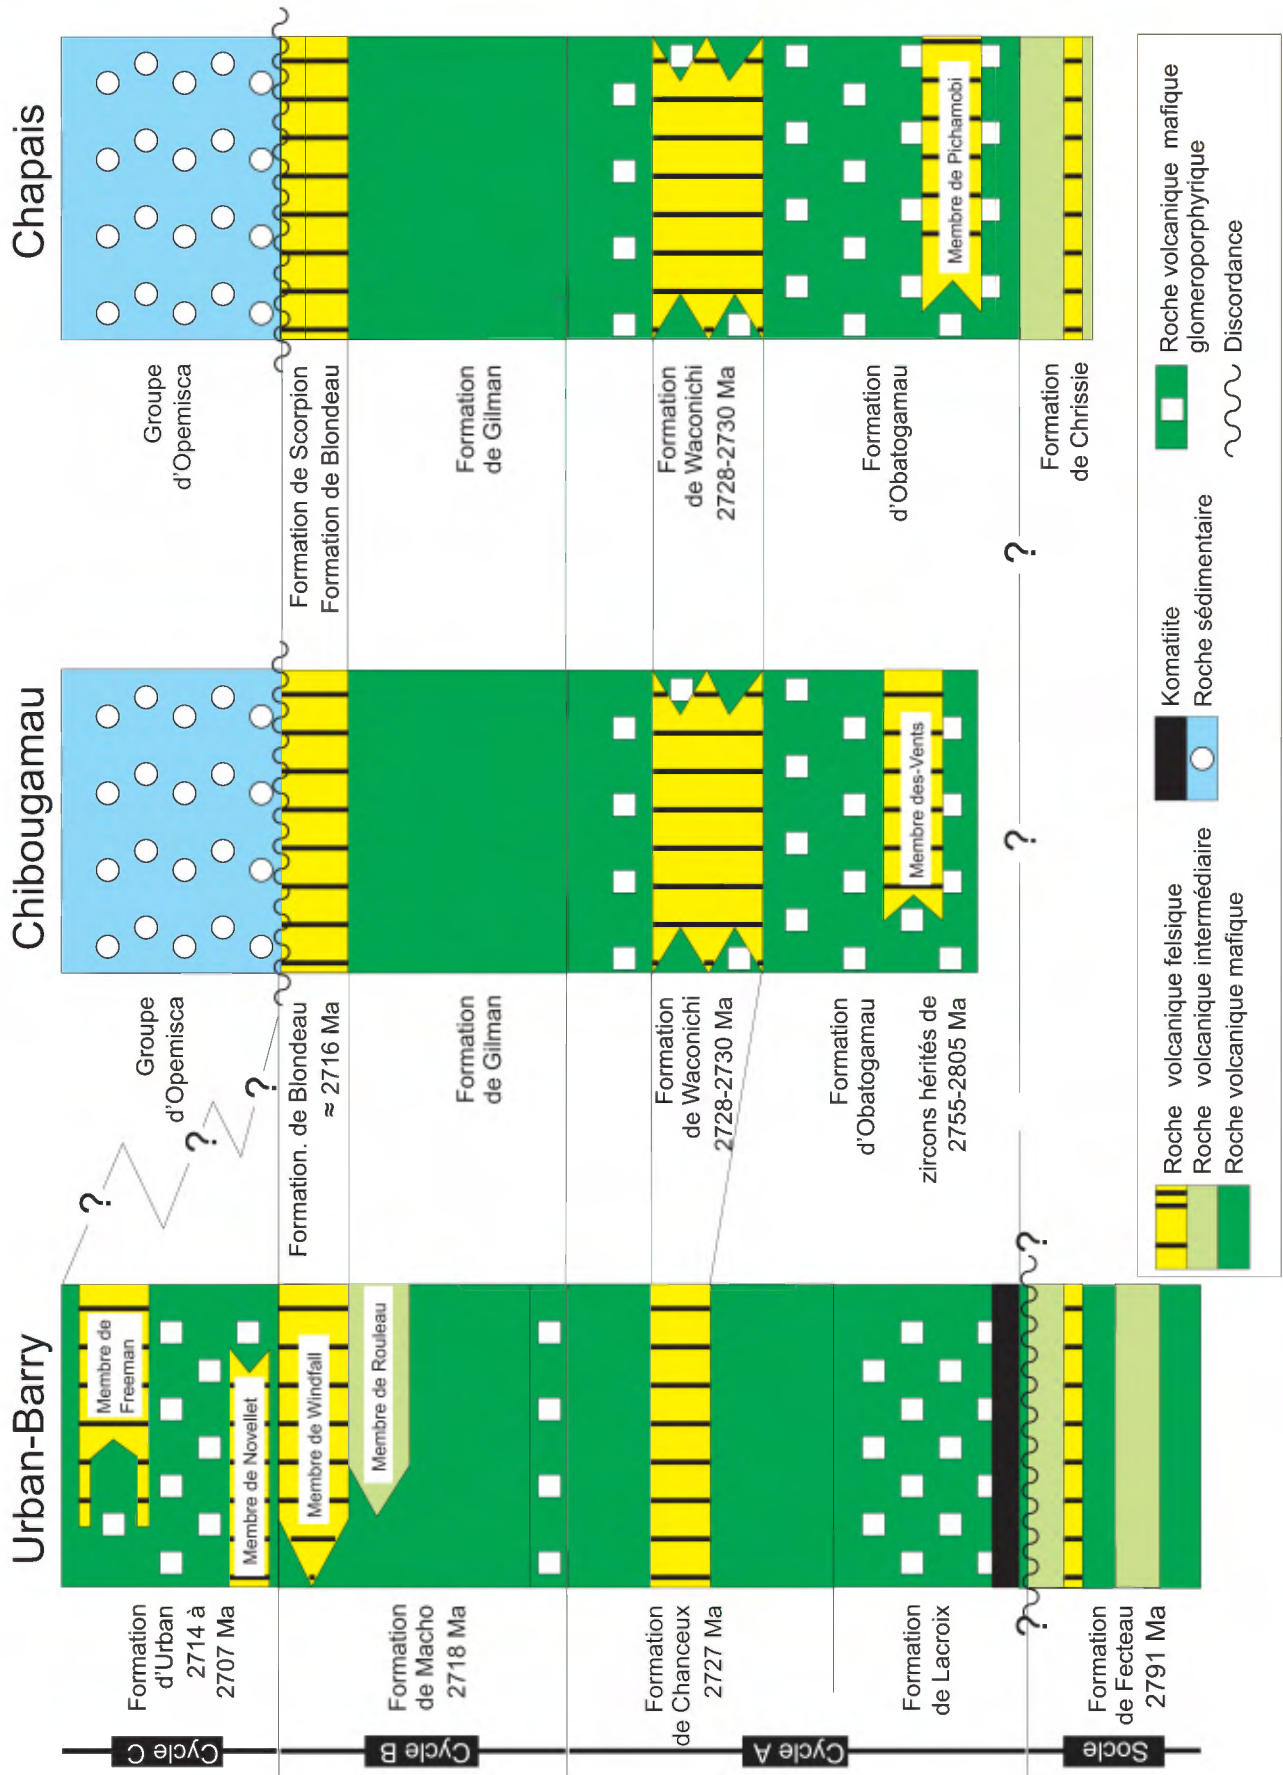 Urban-Barry
Chibougamau
Chapais
Cycle C
Cycle B
Cycle A
Socle
Formation
d'Urban
2714 à
2707 Ma
Formation
de Macho
2718 Ma
Formation
de Chanceux
2727 Ma
Formation
de Lacroix
Formation
de Fecteau
2791 Ma
Membre de
Freeman
Membre de Novellet
Membre de Windfall
Membre de Rouleau
?
?
?
?
?
Groupe
d'Opemisca
Formation. de Blondeau
≈ 2716 Ma
Formation
de Gilman
Formation
de Waconichi
2728-2730 Ma
Formation
d'Obatogamau
zircons hérités de
2755-2805 Ma
Membre des-Vents
?
?
Groupe
d'Opemisca
Formation de Scorpion
Formation de Blondeau
Formation
de Gilman
Formation
de Waconichi
2728-2730 Ma
Formation
d'Obatogamau
Formation
de Chrissie
Membre de Pichamobi
Roche volcanique felsique
Roche volcanique intermédiaire
Roche volcanique mafique
Komatiite
Roche sédimentaire
Roche volcanique mafique
glomeroporphyrique
Discordance